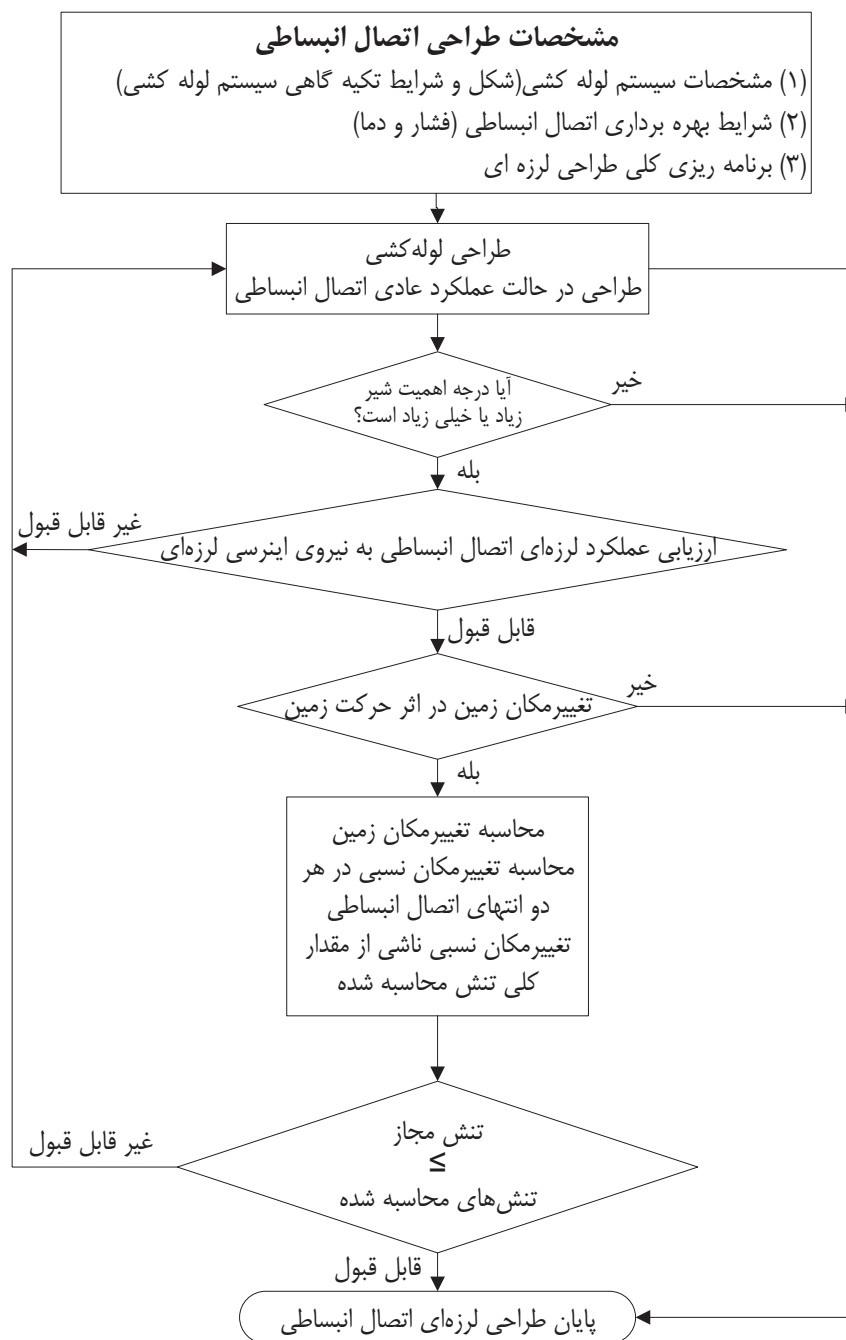 مشخصات طراحی اتصال انبساطی
(۱) مشخصات سیستم لوله کشی(شکل و شرایط تکیه گاهی سیستم لوله کشی)
(۲) شرایط بهره برداری اتصال انبساطی (فشار و دما)
(۳) برنامه ریزی کلی طراحی لرزه ای
طراحی لوله‌کشی
طراحی در حالت عملکرد عادی اتصال انبساطی
آیا درجه اهمیت شیر
زیاد یا خیلی زیاد است؟
خیر
بله
ارزیابی عملکرد لرزه‌ای اتصال انبساطی به نیروی اینرسی لرزه‌ای
غیر قابل قبول
قابل قبول
تغییرمکان زمین در اثر حرکت زمین
خیر
بله
محاسبه تغییرمکان زمین
محاسبه تغییرمکان نسبی در هر
دو انتهای اتصال انبساطی
تغییرمکان نسبی ناشی از مقدار
کلی تنش محاسبه شده
تنش مجاز
≥
تنش‌های محاسبه شده
غیر قابل قبول
قابل قبول
پایان طراحی لرزه‌ای اتصال انبساطی